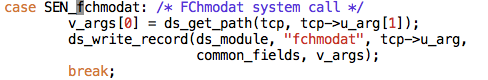 case SEN_fchmodat: /* FChmodat system call */
        v_args[0] = ds_get_path(tcp, tcp->u_arg[1]);
        ds_write_record(ds_module, "fchmodat", tcp->u_arg,
                        common_fields, v_args);
        break;